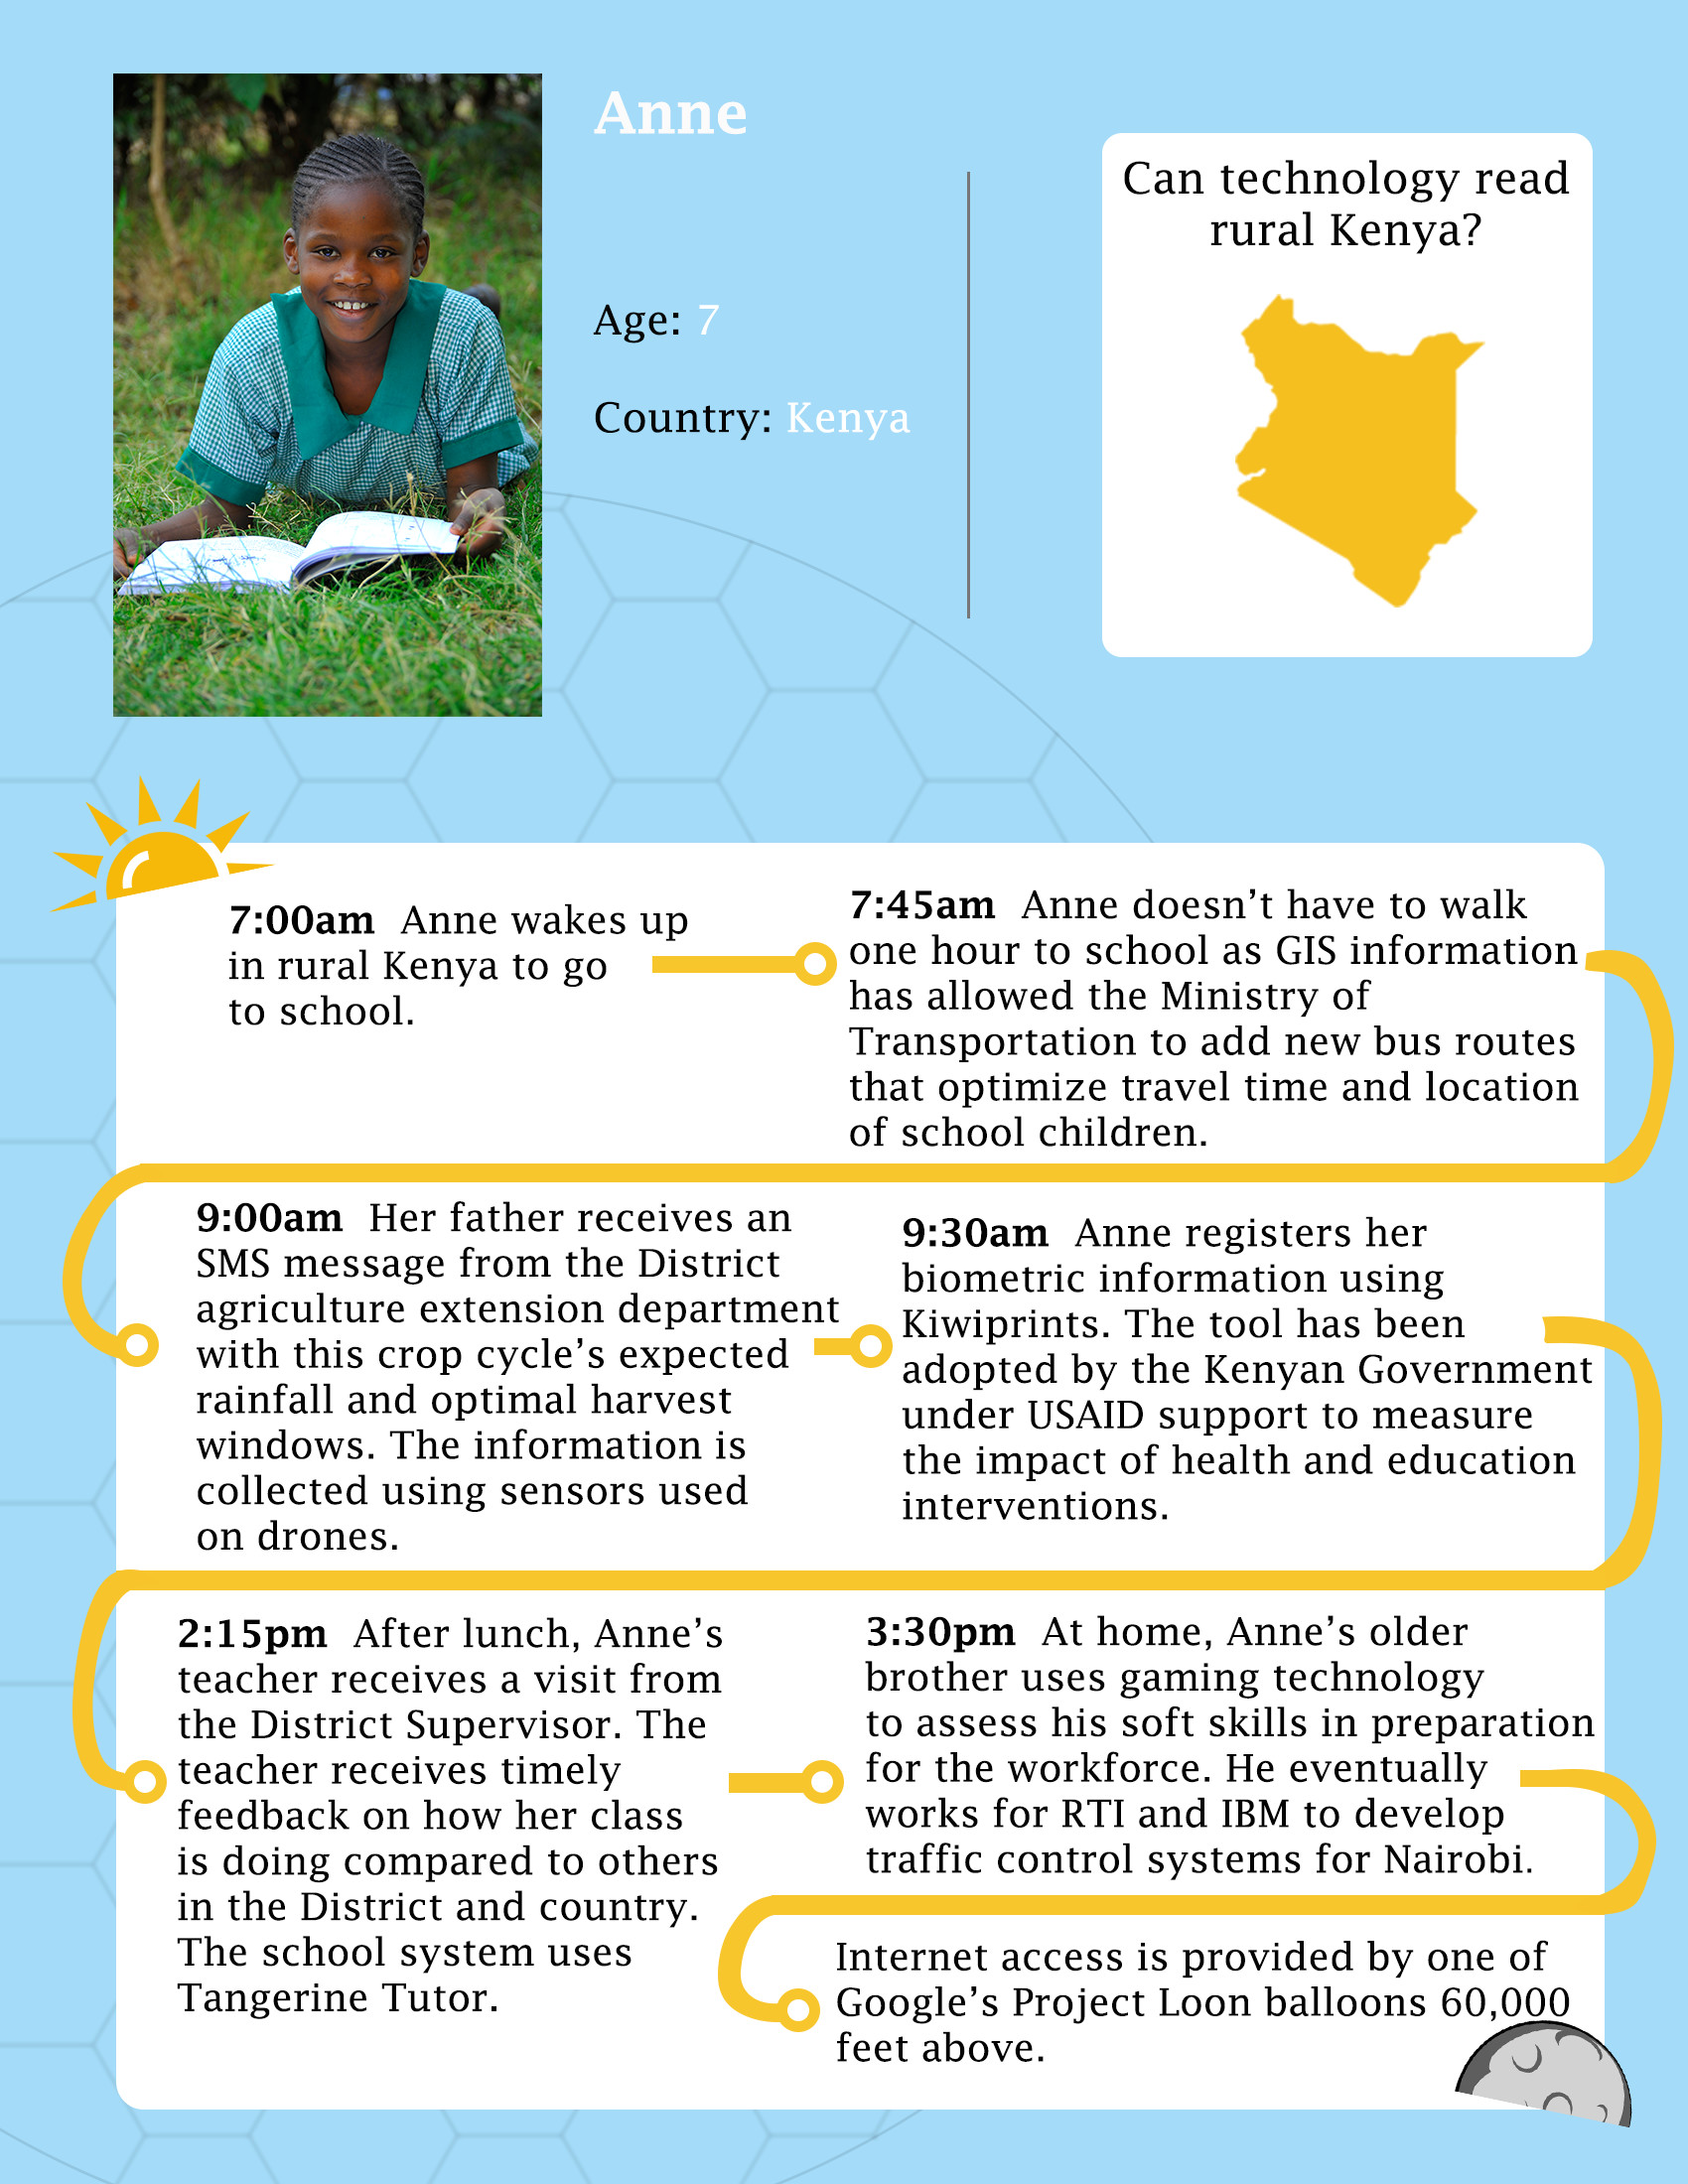 Anne
Age: 7
Country: Kenya
Can technology read
rural Kenya?
7:00am Anne wakes up
in rural Kenya to go
to school.
7:45am Anne doesn’t have to walk
one hour to school as GIS information
has allowed the Ministry of
Transportation to add new bus routes
that optimize travel time and location
of school children.
9:00am Her father receives an
SMS message from the District
agriculture extension department
with this crop cycle’s expected
rainfall and optimal harvest
windows. The information is
collected using sensors used
on drones.
9:30am Anne registers her
biometric information using
Kiwiprints. The tool has been
adopted by the Kenyan Government
under USAID support to measure
the impact of health and education
interventions.
2:15pm After lunch, Anne’s
teacher receives a visit from
the District Supervisor. The
teacher receives timely
feedback on how her class
is doing compared to others
in the District and country.
The school system uses
Tangerine Tutor.
3:30pm At home, Anne’s older
brother uses gaming technology
to assess his soft skills in preparation
for the workforce. He eventually
works for RTI and IBM to develop
traffic control systems for Nairobi.
Internet access is provided by one of
Google’s Project Loon balloons 60,000
feet above.